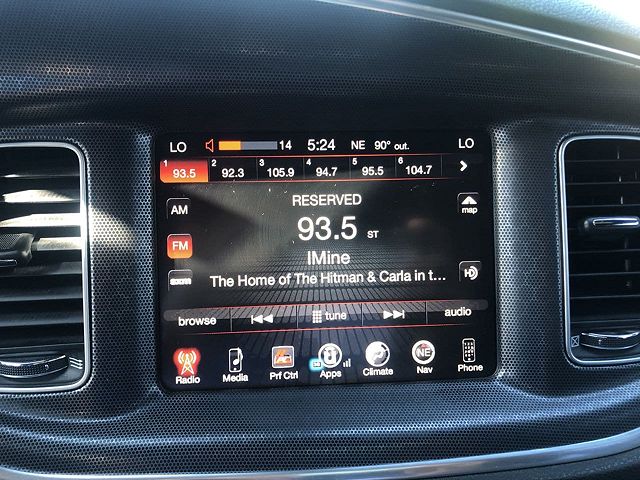 LO 14 5:24 NE 90° out. LO
1 93.5 2 92.3 3 105.9 4 94.7 5 95.5 6 104.7
AM RESERVED map
93.5 ST
FM IMine HD
The Home of The Hitman & Carla in t...
browse tune audio
Radio Media Prf Ctrl Apps Climate NE Nav Phone